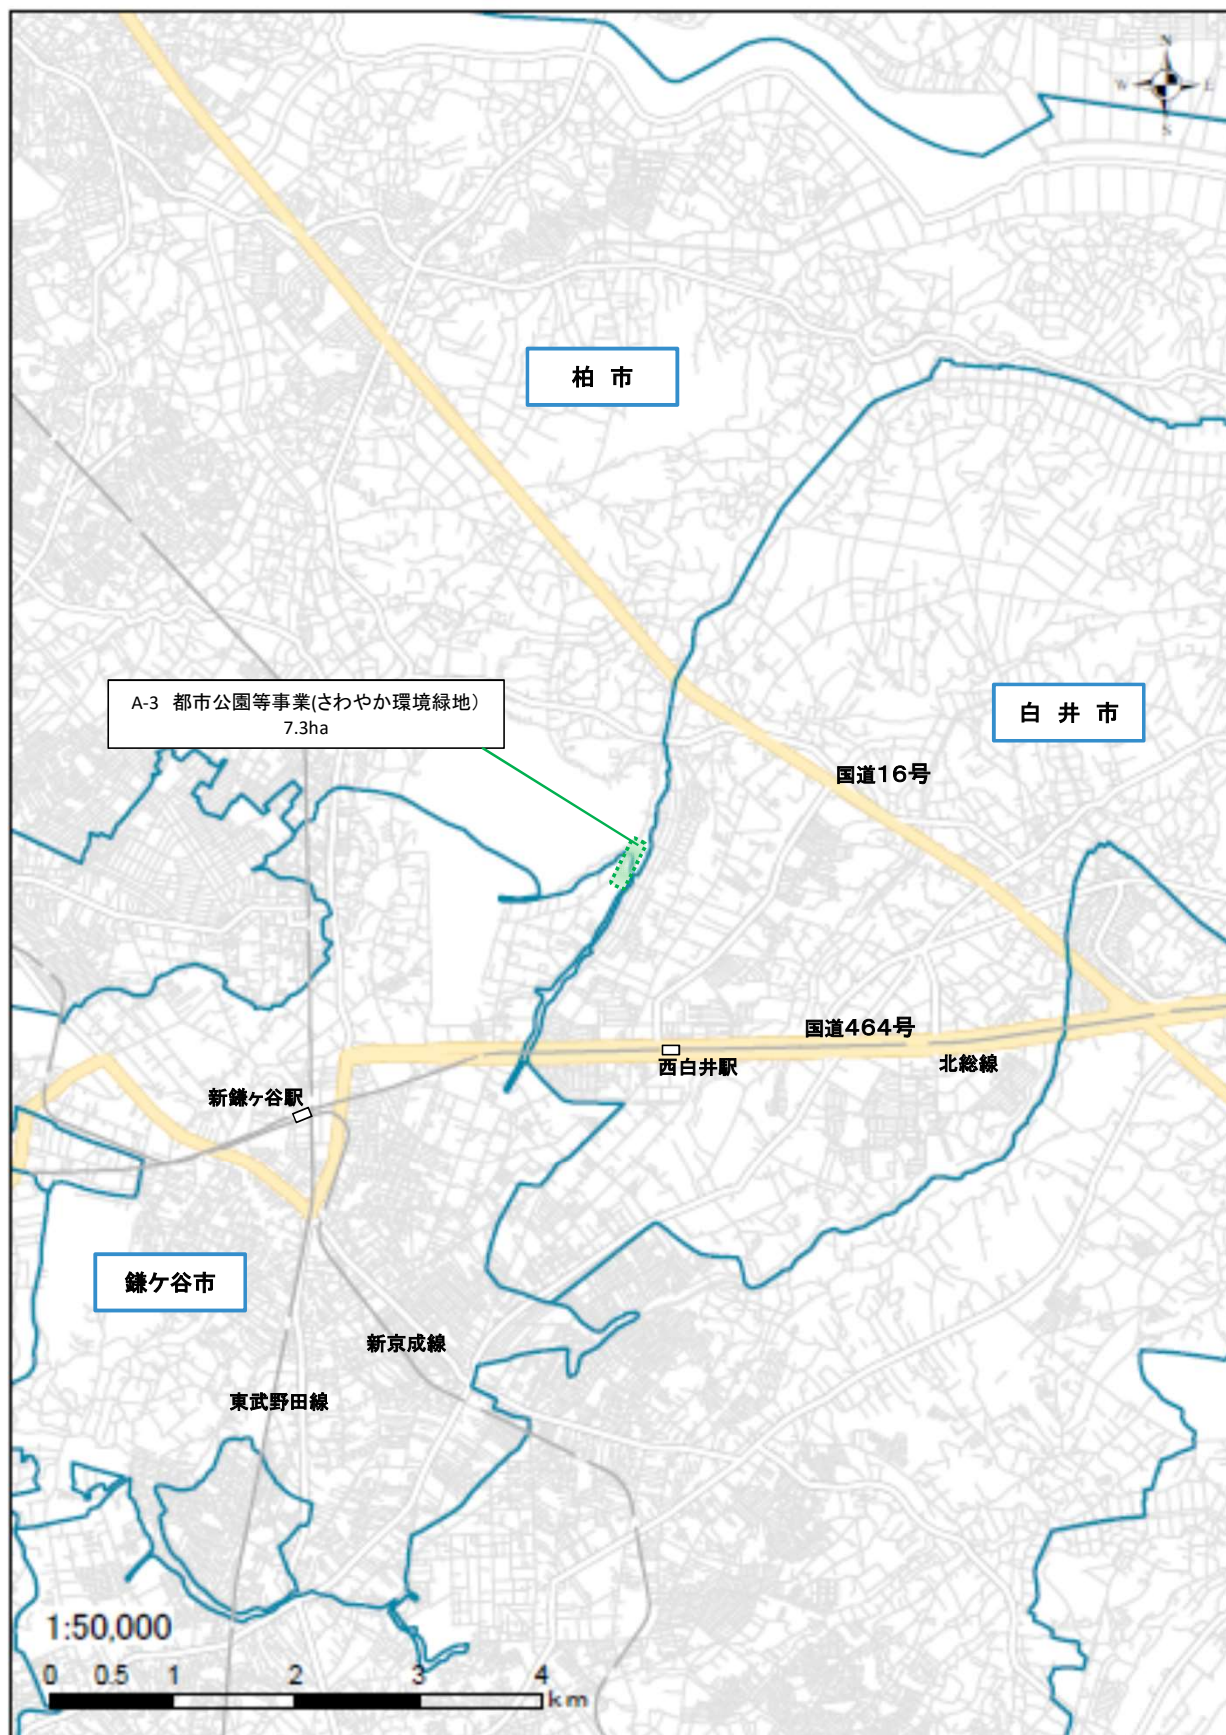 N
W E
S
柏 市
A-3 都市公園等事業(さわやか環境緑地)
7.3ha
白 井 市
国道16号
国道464号
西白井駅
北総線
新鎌ヶ谷駅
鎌ケ谷市
新京成線
東武野田線
1:50,000
0 0.5 1 2 3 4
km